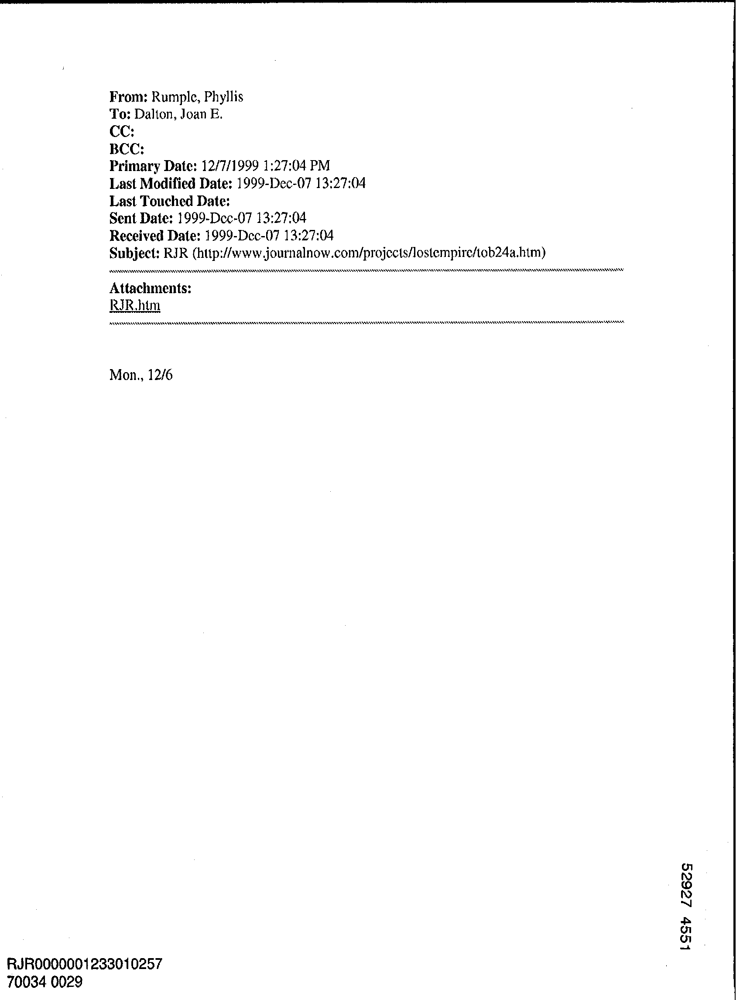 From: Rumple, Phyllis
To: Dalton, Joan E.
CC:
BCC:
Primary Date: 12/7/1999 1:27:04 PM
Last Modified Date: 1999-Dec-07 13:27:04
Last Touched Date:
Sent Date: 1999-Dec-07 13:27:04
Received Date: 1999-Dec-07 13:27:04
Subject: RJR (http://www.journalnow.com/projects/lostempire/tob24a.htm)
Attachments:
RJR.htm
Mon., 12/6
52927 4551
RJR0000001233010257
70034 0029